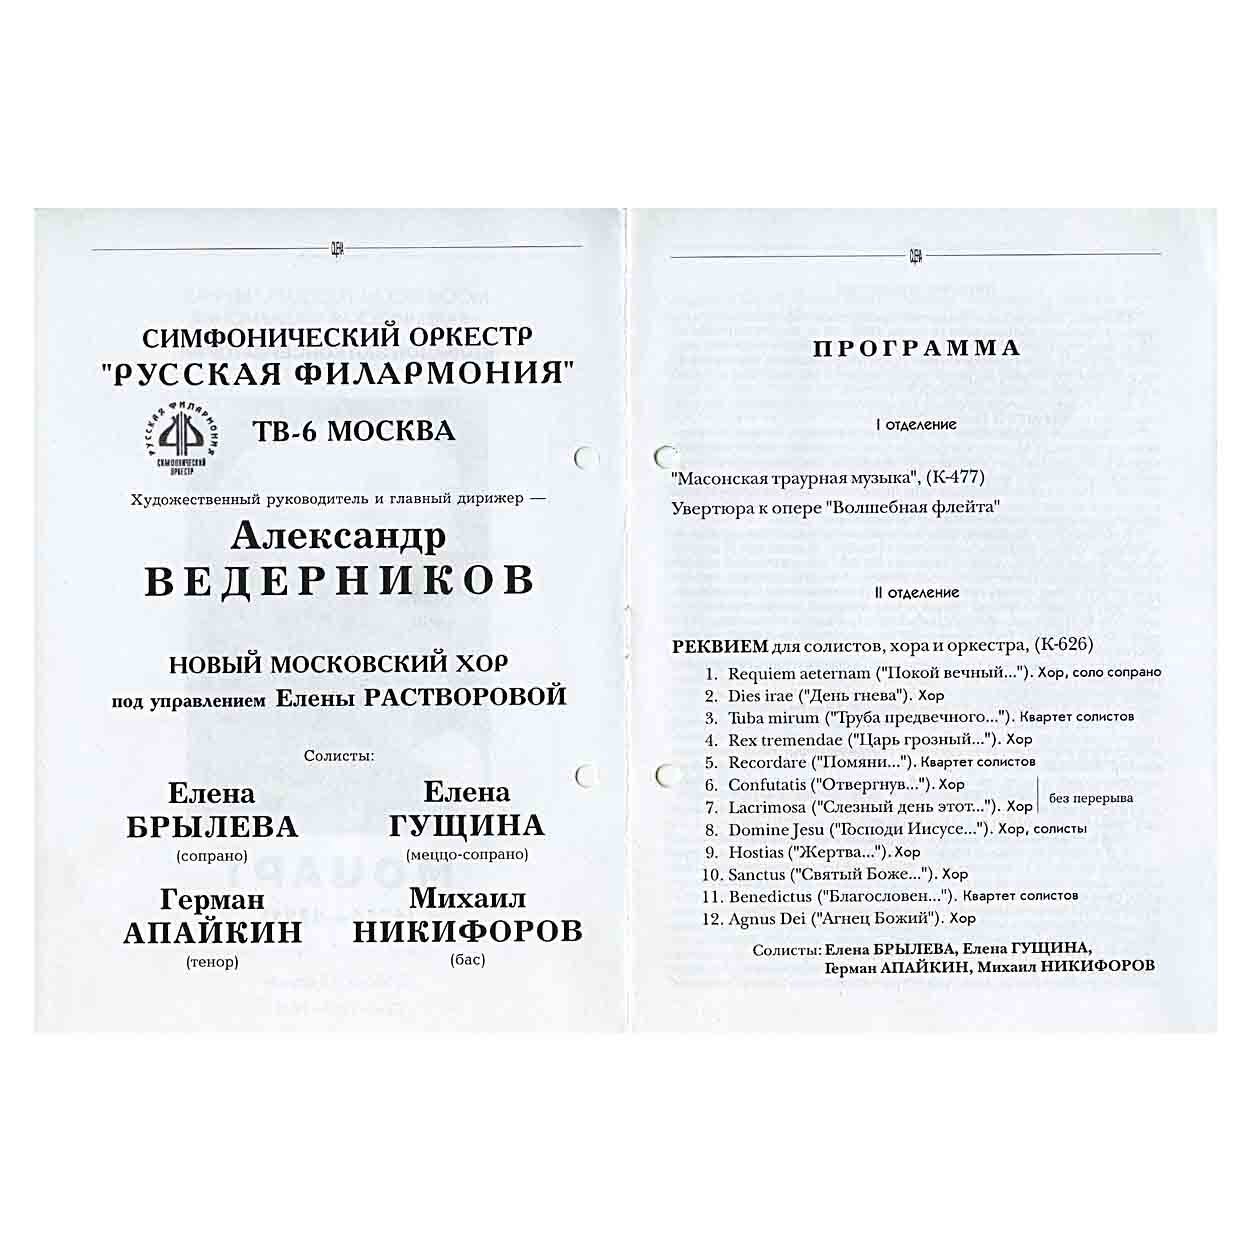 СЦЕНА
СИМФОНИЧЕСКИЙ ОРКЕСТР
"РУССКАЯ ФИЛАРМОНИЯ"
РУССКАЯ ФИЛАРМОНИЯ
СИМФОНИЧЕСКИЙ
ОРКЕСТР
ТВ-6 МОСКВА
Художественный руководитель и главный дирижер —
Александр
ВЕДЕРНИКОВ
НОВЫЙ МОСКОВСКИЙ ХОР
под управлением Елены РАСТВОРОВОЙ
Солисты:
Елена
БРЫЛЕВА
(сопрано)
Елена
ГУЩИНА
(меццо-сопрано)
Герман
АПАЙКИН
(тенор)
Михаил
НИКИФОРОВ
(бас)
СЦЕНА
ПРОГРАММА
I отделение
"Масонская траурная музыка", (К-477)
Увертюра к опере "Волшебная флейта"
II отделение
РЕКВИЕМ для солистов, хора и оркестра, (К-626)
1. Requiem aeternam ("Покой вечный..."). Хор, соло сопрано
2. Dies irae ("День гнева"). Хор
3. Tuba mirum ("Труба предвечного..."). Квартет солистов
4. Rex tremendae ("Царь грозный..."). Хор
5. Recordare ("Помяни..."). Квартет солистов
6. Confutatis ("Отвергнув..."). Хор
7. Lacrimosa ("Слезный день этот..."). Хор
без перерыва
8. Domine Jesu ("Господи Иисусе..."). Хор, солисты
9. Hostias ("Жертва..."). Хор
10. Sanctus ("Святый Боже..."). Хор
11. Benedictus ("Благословен..."). Квартет солистов
12. Agnus Dei ("Агнец Божий"). Хор
Солисты: Елена БРЫЛЕВА, Елена ГУЩИНА,
Герман АПАЙКИН, Михаил НИКИФОРОВ